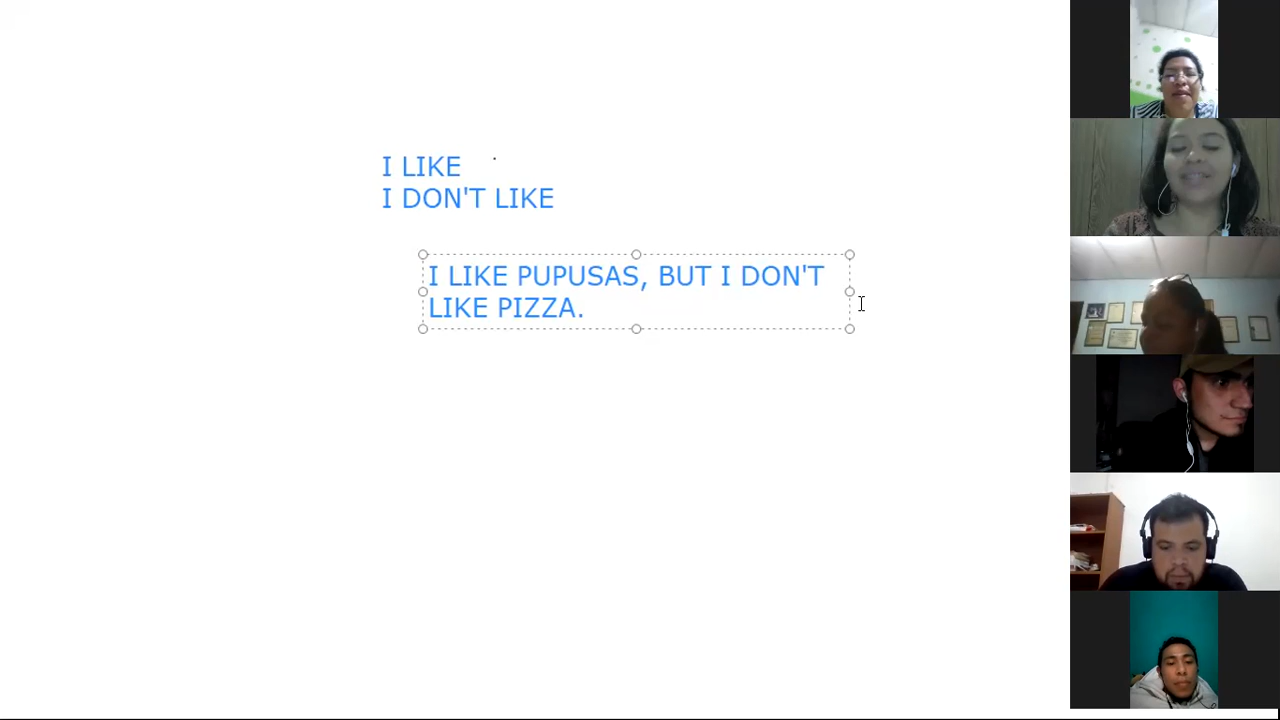 I LIKE
I DON'T LIKE
I LIKE PUPUSAS, BUT I DON'T
LIKE PIZZA.